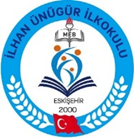 İLHAN ÜNÜGÜR İLKOKULU
MEB
ESKİŞEHİR
2000